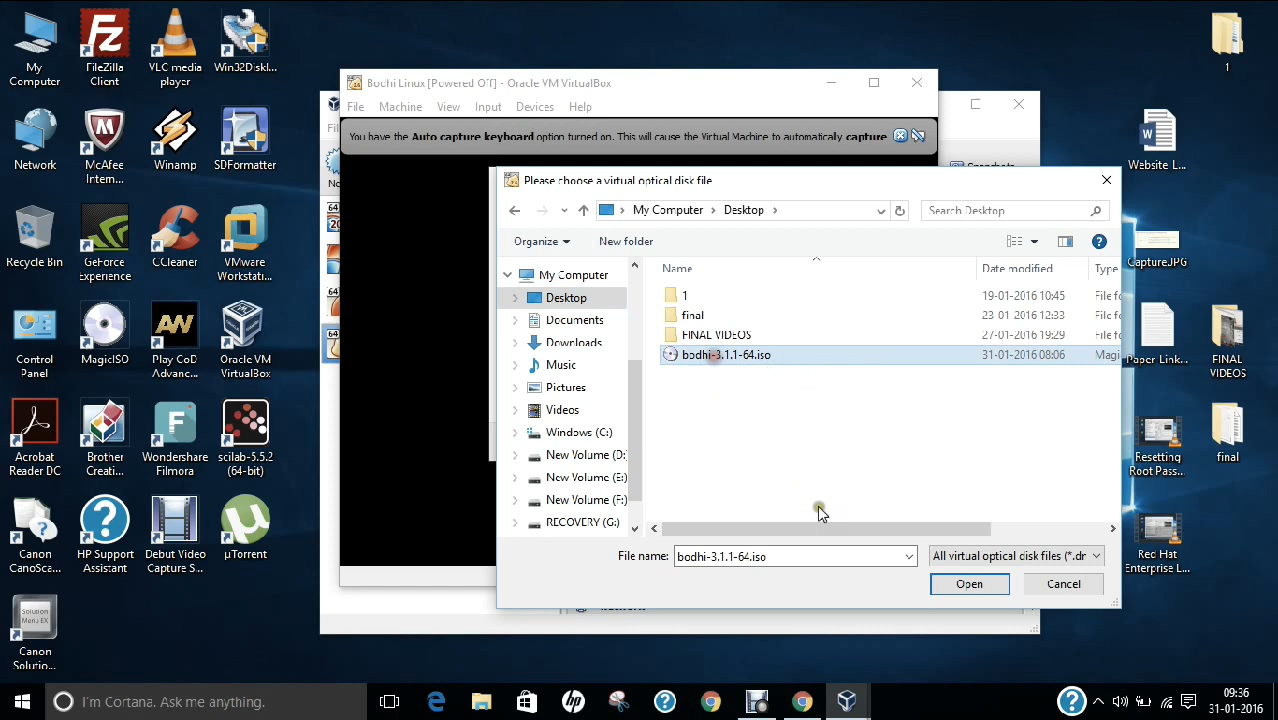 My Computer
FileZilla Client
VLC media player
Win32DiskI...
Network
McAfee Intern...
Winamp
SDFormatter
Recycle Bin
GeForce Experience
CCleaner
VMware Workstati...
Control Panel
MagicISO
Play CoD Advanc...
Oracle VM VirtualBox
Acrobat Reader DC
Brother Creati...
Wondershare Filmora
scilab-5.5.2 (64-bit)
Canon CanoSca...
HP Support Assistant
Debut Video Capture S...
µTorrent
Solution Menu EX
Canon Solutio...
1
Website L...
CaptureJPG
Paper Link...
FINAL VIDEOS
Resetting Root Pass...
final
Red Hat Enterprise L...
Bodhi Linux [Powered Off] - Oracle VM VirtualBox
File Machine View Input Devices Help
You have the Auto capture keyboard option turned on. This will cause the Virtual Machine to automatically capture
Please choose a virtual optical disk file
My Computer > Desktop >
Search Desktop
Organize
New folder
My Computer
Desktop
Documents
Downloads
Music
Pictures
Videos
Windows (C:)
New Volume (D:)
New Volume (E:)
New Volume (F:)
RECOVERY (G:)
Name Date modified Type
1 19-01-2016 10:45 File fo
final 23-01-2016 12:33 File fo
FINAL VIDEOS 27-01-2016 19:29 File fo
bodhi-3.1.1-64.iso 31-01-2016 08:06 Magi
File name: bodhi-3.1.1-64.iso
All virtual optical disk files (*.dr
Open Cancel
I'm Cortana. Ask me anything.
09:36
31-01-2016